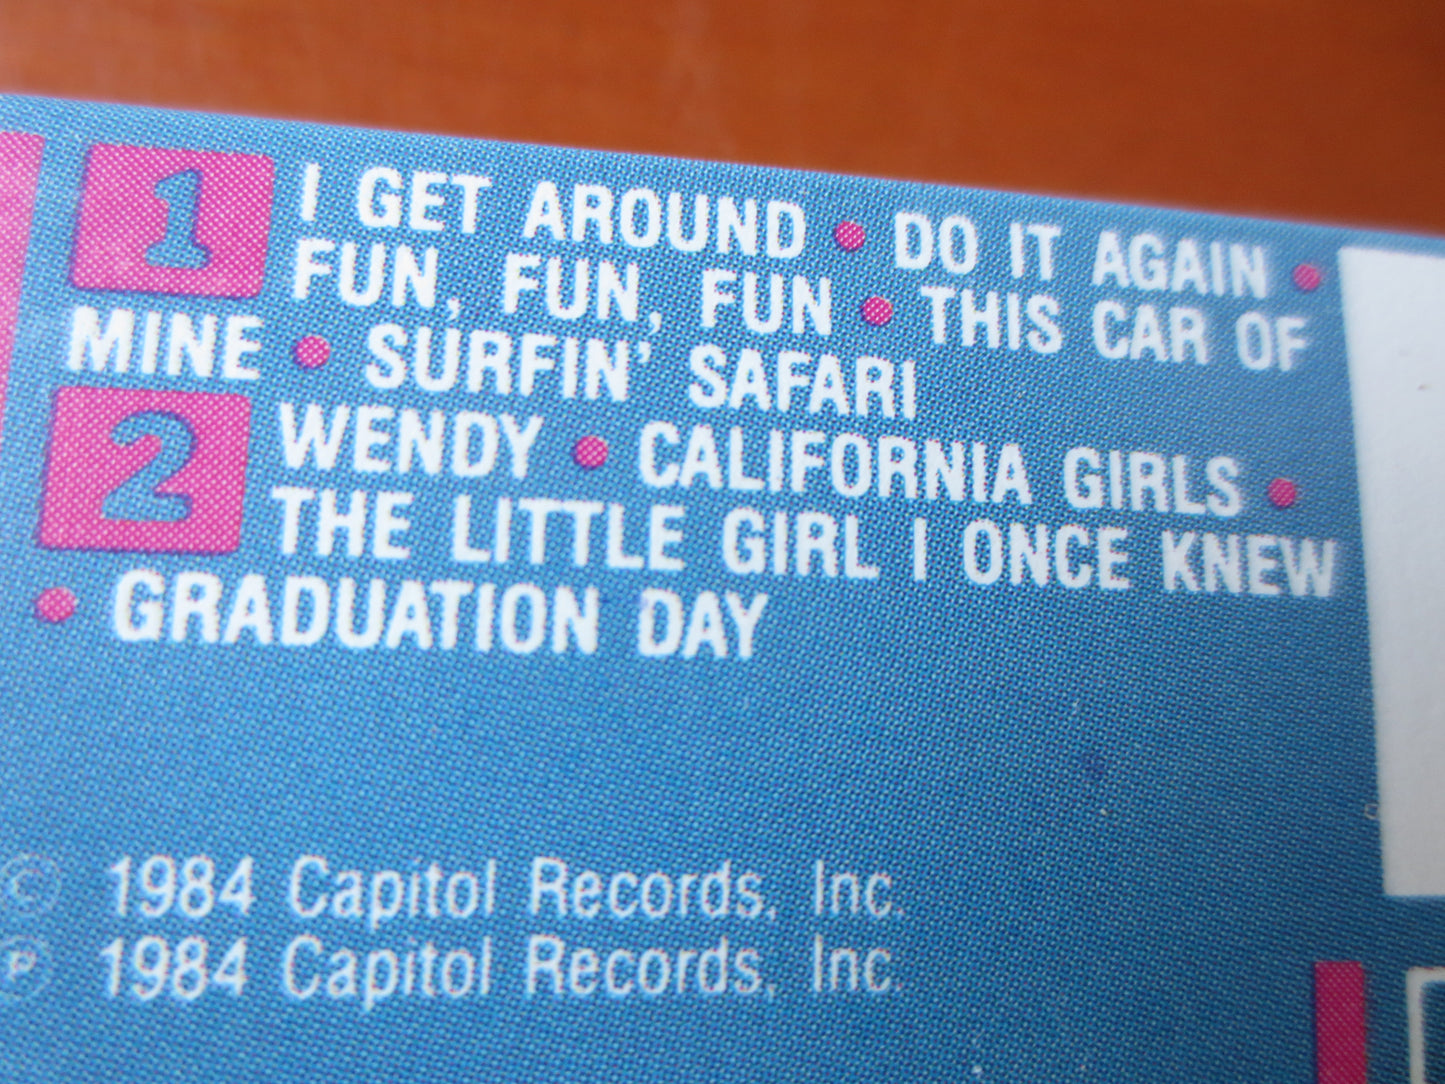 1 I GET AROUND • DO IT AGAIN •
FUN, FUN, FUN • THIS CAR OF
MINE • SURFIN' SAFARI
2 WENDY • CALIFORNIA GIRLS •
THE LITTLE GIRL I ONCE KNEW
• GRADUATION DAY
© 1984 Capitol Records, Inc.
℗ 1984 Capitol Records, Inc.